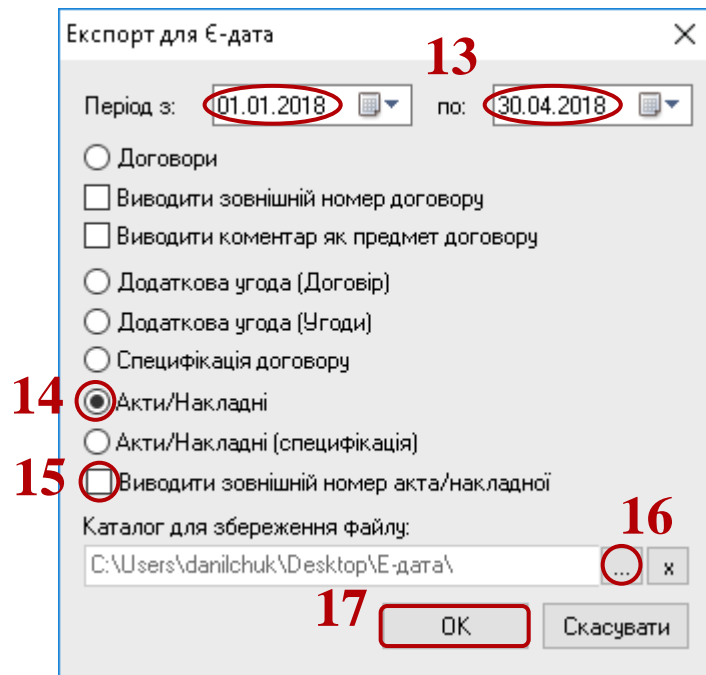 Експорт для Є-дата
13
Період з: 01.01.2018 по: 30.04.2018
Договори
Виводити зовнішній номер договору
Виводити коментар як предмет договору
Додаткова угода (Договір)
Додаткова угода (Угоди)
Специфікація договору
14 Акти/Накладні
Акти/Накладні (специфікація)
15 Виводити зовнішній номер акта/накладної
Каталог для збереження файлу:
16
C:\Users\danilchuk\Desktop\Е-дата\ ... x
17 OK Скасувати